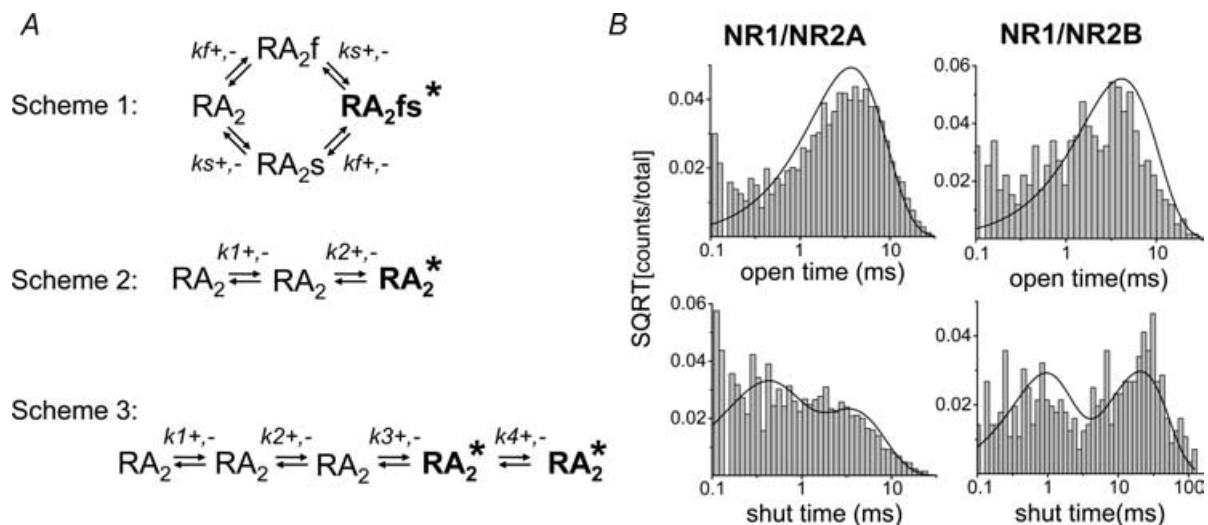 A
kf+,-
RA₂f
ks+,-
Scheme 1:
RA₂
RA₂fs*
ks+,-
RA₂s
kf+,-
k1+,-
k2+,-
Scheme 2:
RA₂
RA₂
RA₂*
Scheme 3:
k1+,-
k2+,-
k3+,-
k4+,-
RA₂
RA₂
RA₂
RA₂*
RA₂*
B
NR1/NR2A
NR1/NR2B
SQRT[counts/total]
0.04
0.02
0.1
1
10
open time (ms)
0.06
0.04
0.02
0.1
1
10
open time(ms)
0.06
0.04
0.02
0.1
1
10
shut time (ms)
0.04
0.02
0.1
1
10
100
shut time (ms)